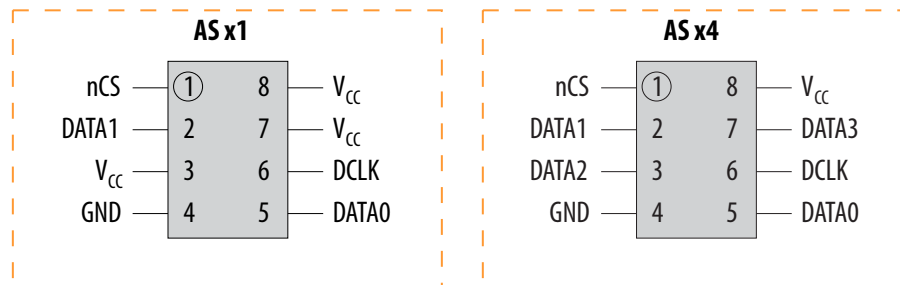 AS x1 AS x4
nCS 1 8 VCC nCS 1 8 VCC
DATA1 2 7 VCC DATA1 2 7 DATA3
VCC 3 6 DCLK DATA2 3 6 DCLK
GND 4 5 DATA0 GND 4 5 DATA0